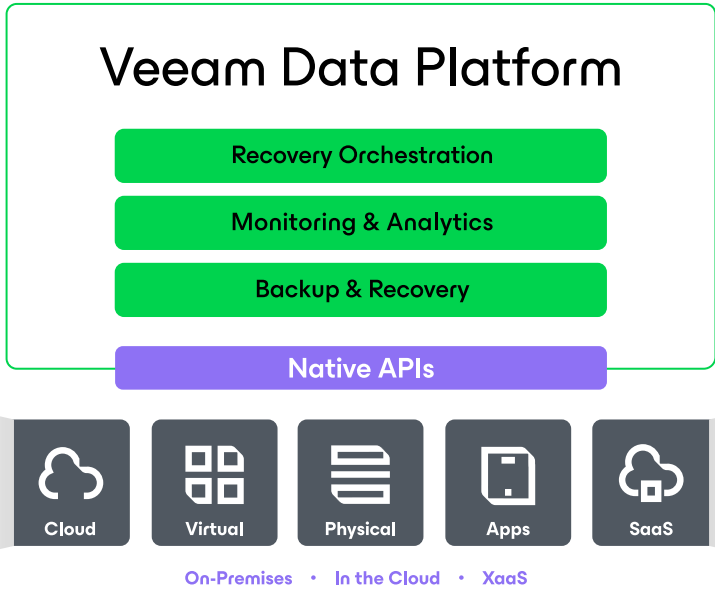 Veeam Data Platform
Recovery Orchestration
Monitoring & Analytics
Backup & Recovery
Native APIs
Cloud
Virtual
Physical
Apps
SaaS
On-Premises • In the Cloud • XaaS